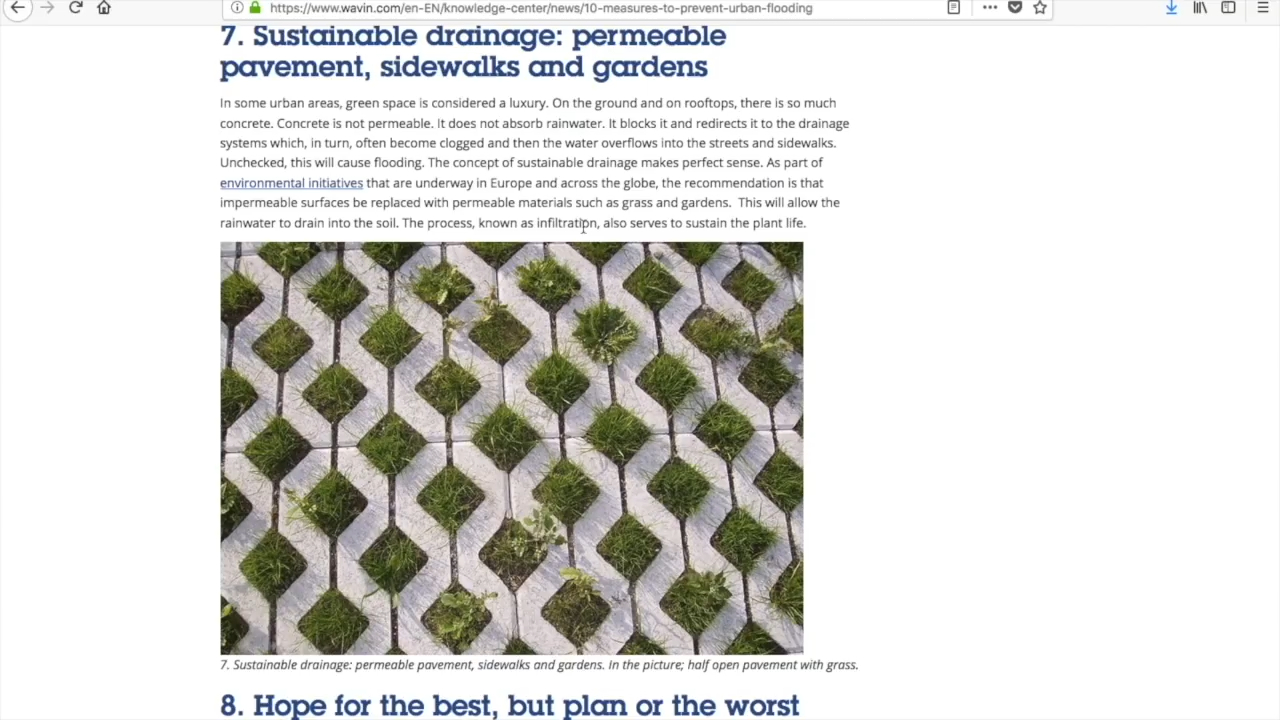 https://www.wavin.com/en-EN/knowledge-center/news/10-measures-to-prevent-urban-flooding
7. Sustainable drainage: permeable
pavement, sidewalks and gardens
In some urban areas, green space is considered a luxury. On the ground and on rooftops, there is so much
concrete. Concrete is not permeable. It does not absorb rainwater. It blocks it and redirects it to the drainage
systems which, in turn, often become clogged and then the water overflows into the streets and sidewalks.
Unchecked, this will cause flooding. The concept of sustainable drainage makes perfect sense. As part of
environmental initiatives that are underway in Europe and across the globe, the recommendation is that
impermeable surfaces be replaced with permeable materials such as grass and gardens.  This will allow the
rainwater to drain into the soil. The process, known as infiltration, also serves to sustain the plant life.
7. Sustainable drainage: permeable pavement, sidewalks and gardens. In the picture; half open pavement with grass.
8. Hope for the best, but plan or the worst